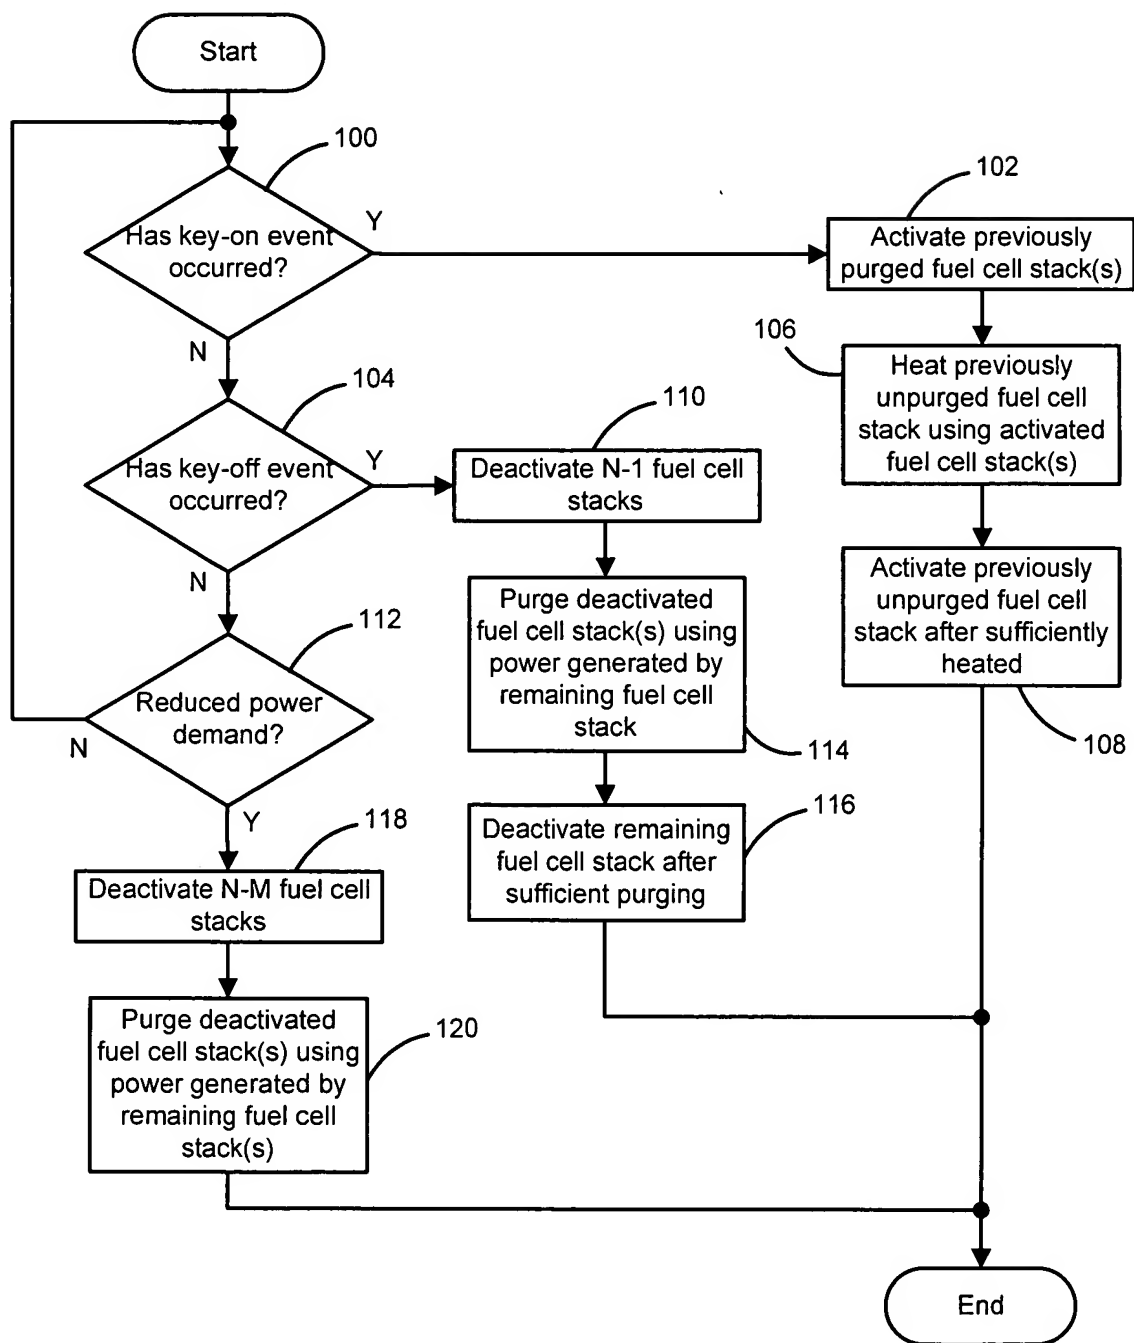 Start
100
Has key-on event
occurred?
Y
N
102
Activate previously
purged fuel cell stack(s)
106
Heat previously
unpurged fuel cell
stack using activated
fuel cell stack(s)
104
Has key-off event
occurred?
Y
N
110
Deactivate N-1 fuel cell
stacks
Activate previously
unpurged fuel cell
stack after sufficiently
heated
108
Purge deactivated
fuel cell stack(s) using
power generated by
remaining fuel cell
stack
114
112
Reduced power
demand?
N
Y
116
Deactivate remaining
fuel cell stack after
sufficient purging
118
Deactivate N-M fuel cell
stacks
Purge deactivated
fuel cell stack(s) using
power generated by
remaining fuel cell
stack(s)
120
End